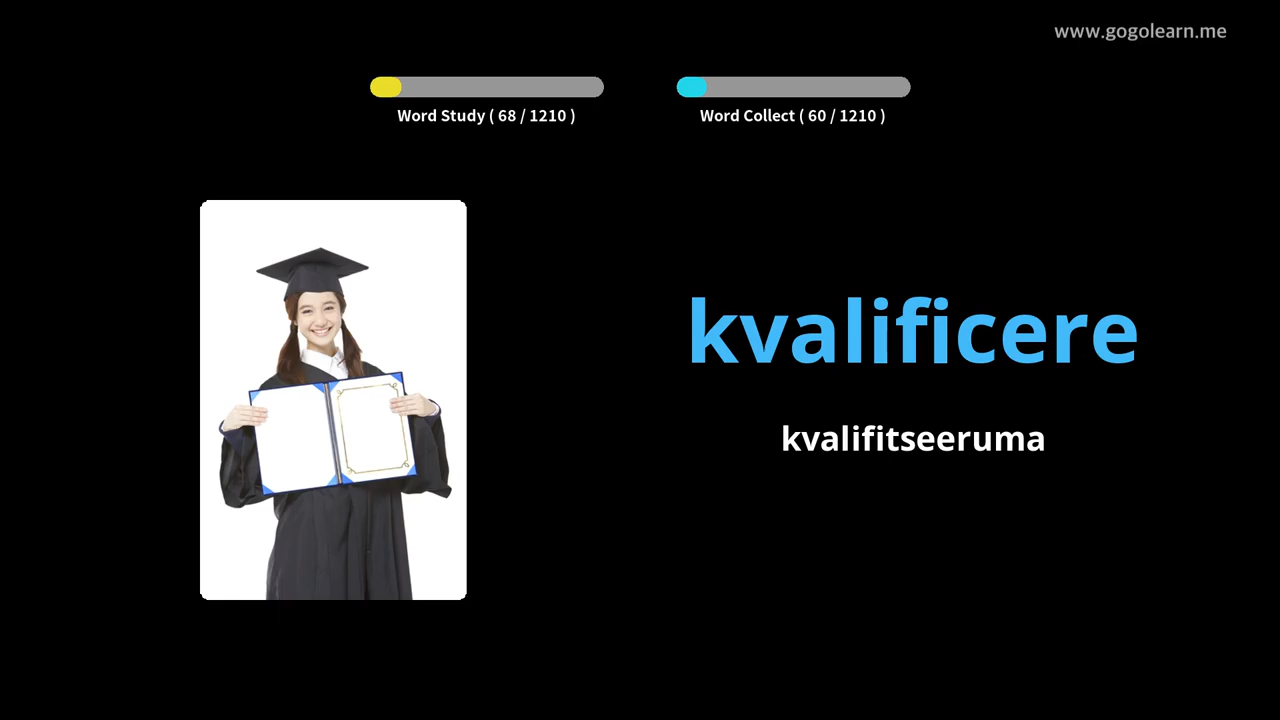 www.gogolearn.me
Word Study ( 68 / 1210 )
Word Collect ( 60 / 1210 )
kvalificere
kvalifitseeruma